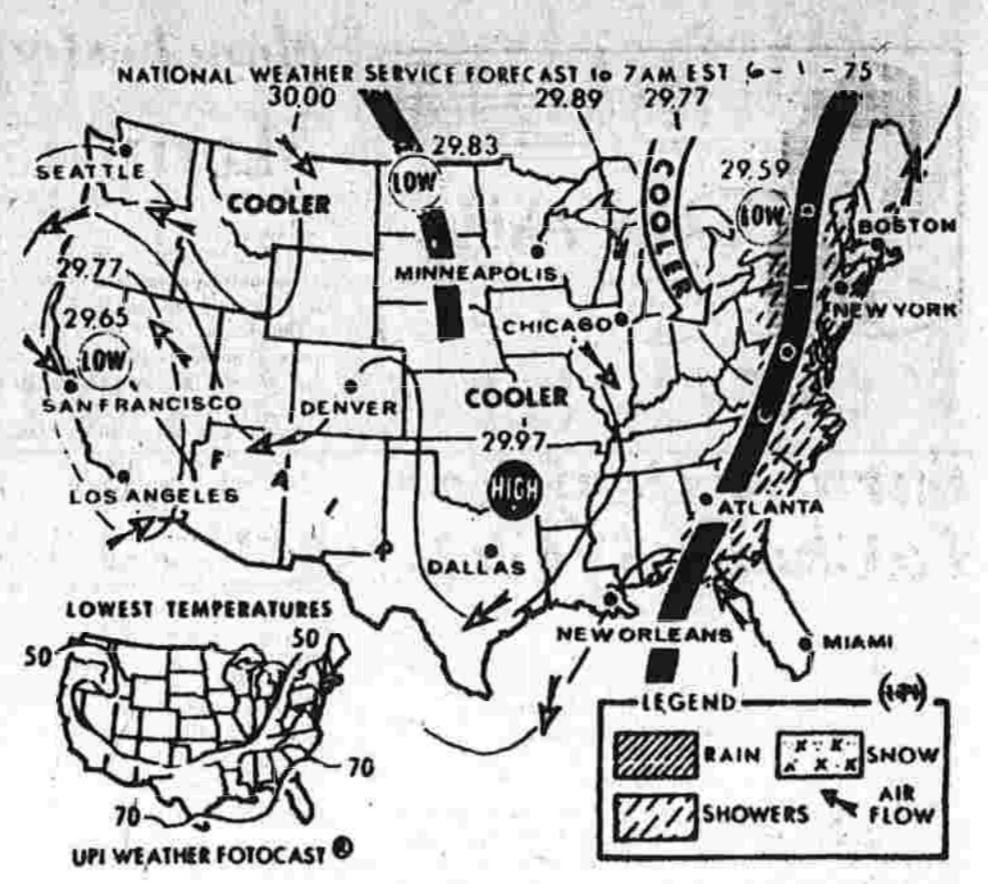 NATIONAL WEATHER SERVICE FORECAST to 7AM EST 6 - 1 - 75
30.00 29.89 29.77
29.83
LOW
SEATTLE
COOLER
COOLER
29.59
LOW
BOSTON
29.77
MINNEAPOLIS
NEW YORK
29.65
LOW
CHICAGO
SAN FRANCISCO
DENVER
COOLER
29.97
COLD
FAIR
HIGH
LOS ANGELES
ATLANTA
DALLAS
LOWEST TEMPERATURES
NEW ORLEANS
MIAMI
50
50
70
70
LEGEND
RAIN
SNOW
SHOWERS
AIR
FLOW
UPI WEATHER FOTOCAST ®